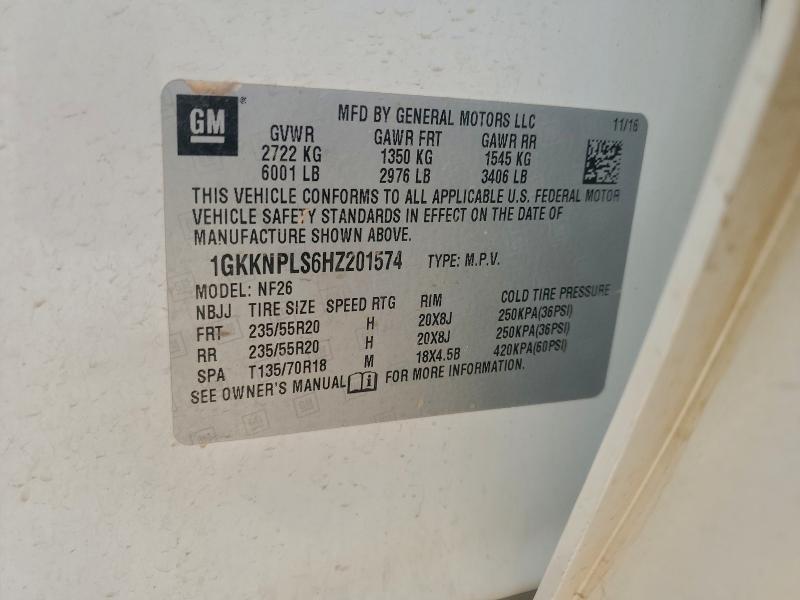 GM®
MFD BY GENERAL MOTORS LLC 11/16
GVWR GAWR FRT GAWR RR
2722 KG 1350 KG 1545 KG
6001 LB 2976 LB 3406 LB
THIS VEHICLE CONFORMS TO ALL APPLICABLE U.S. FEDERAL MOTOR
VEHICLE SAFETY STANDARDS IN EFFECT ON THE DATE OF
MANUFACTURE SHOWN ABOVE.
1GKKNPLS6HZ201574 TYPE: M.P.V.
MODEL: NF26
NBJJ TIRE SIZE SPEED RTG RIM COLD TIRE PRESSURE
FRT 235/55R20 H 20X8J 250KPA(36PSI)
RR 235/55R20 H 20X8J 250KPA(36PSI)
SPA T135/70R18 M 18X4.5B 420KPA(60PSI)
SEE OWNER'S MANUAL FOR MORE INFORMATION.